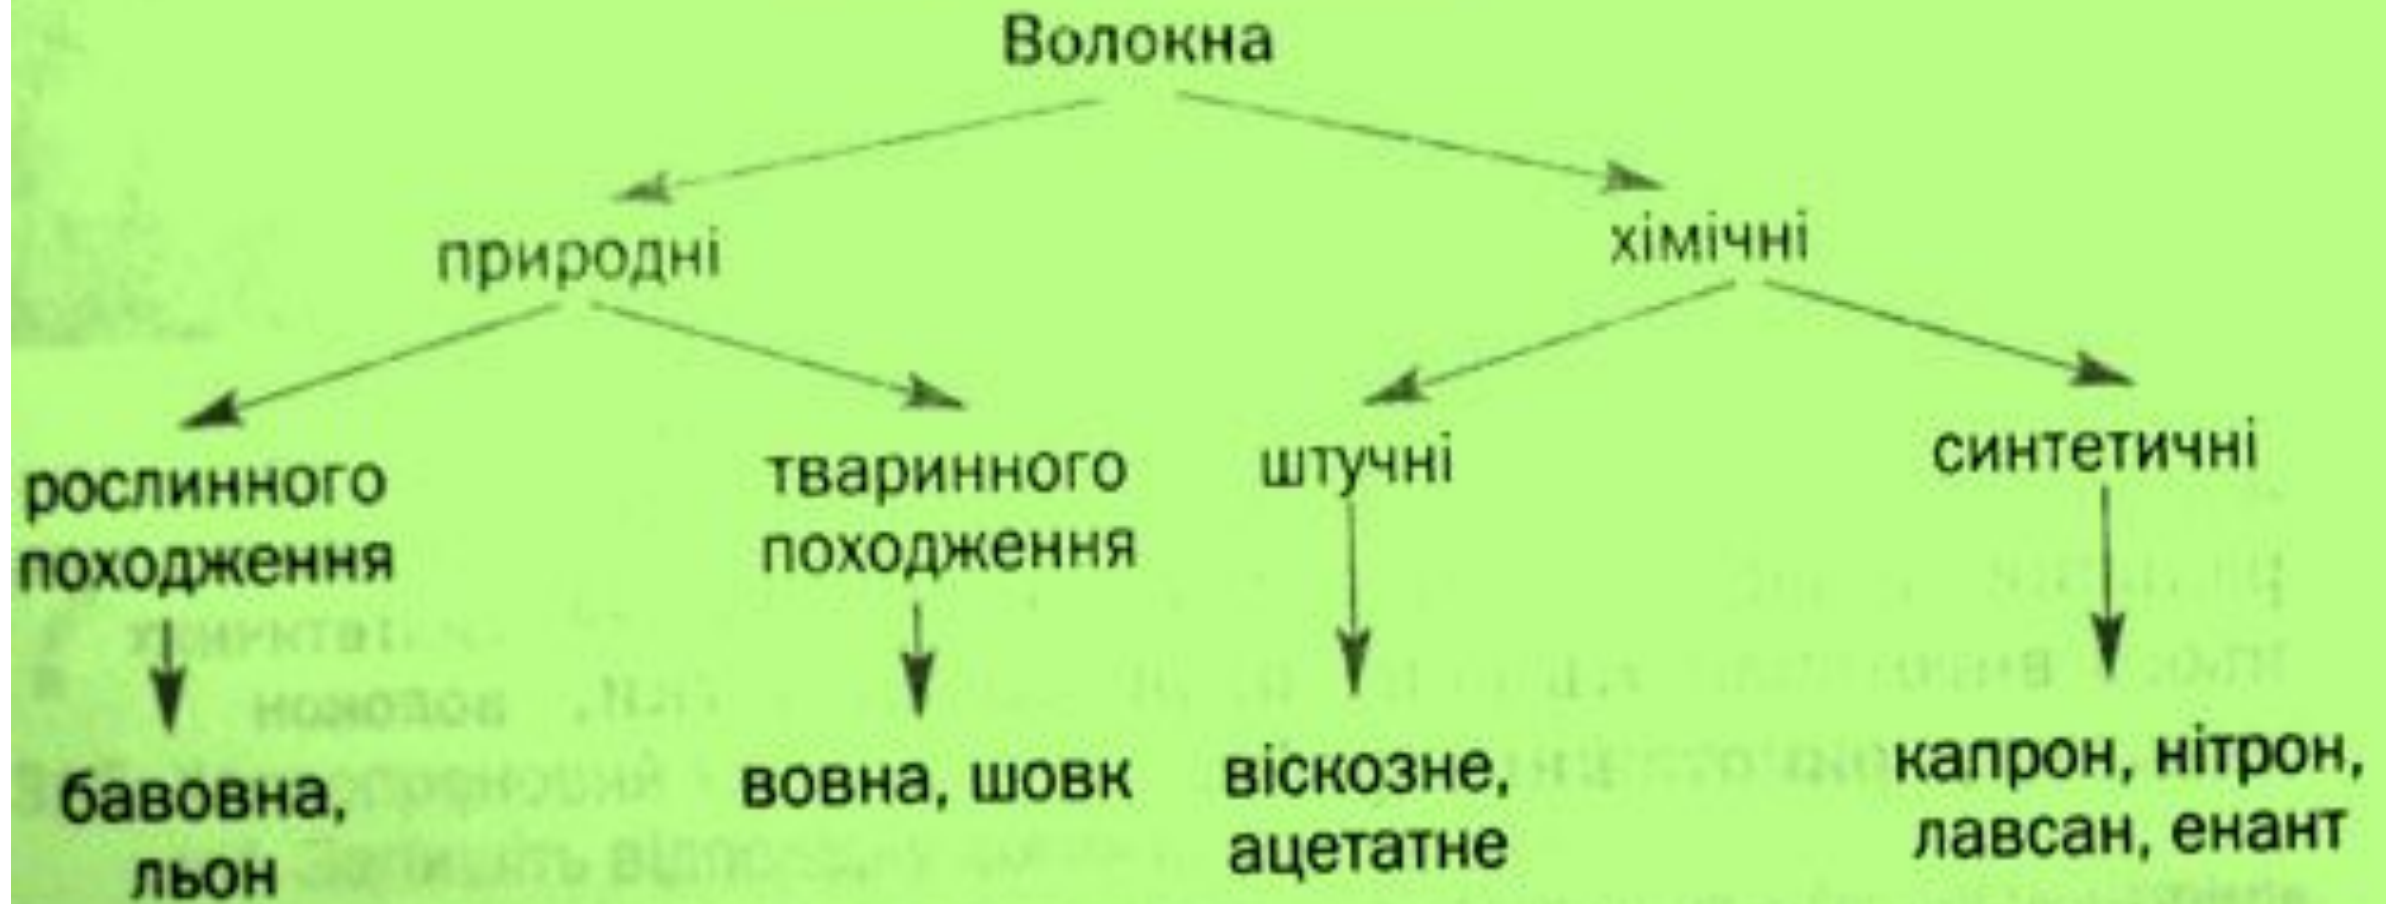 Волокна
природні
хімічні
рослинного
походження
тваринного
походження
штучні
синтетичні
бавовна,
льон
вовна, шовк
віскозне,
ацетатне
капрон, нітрон,
лавсан, енант